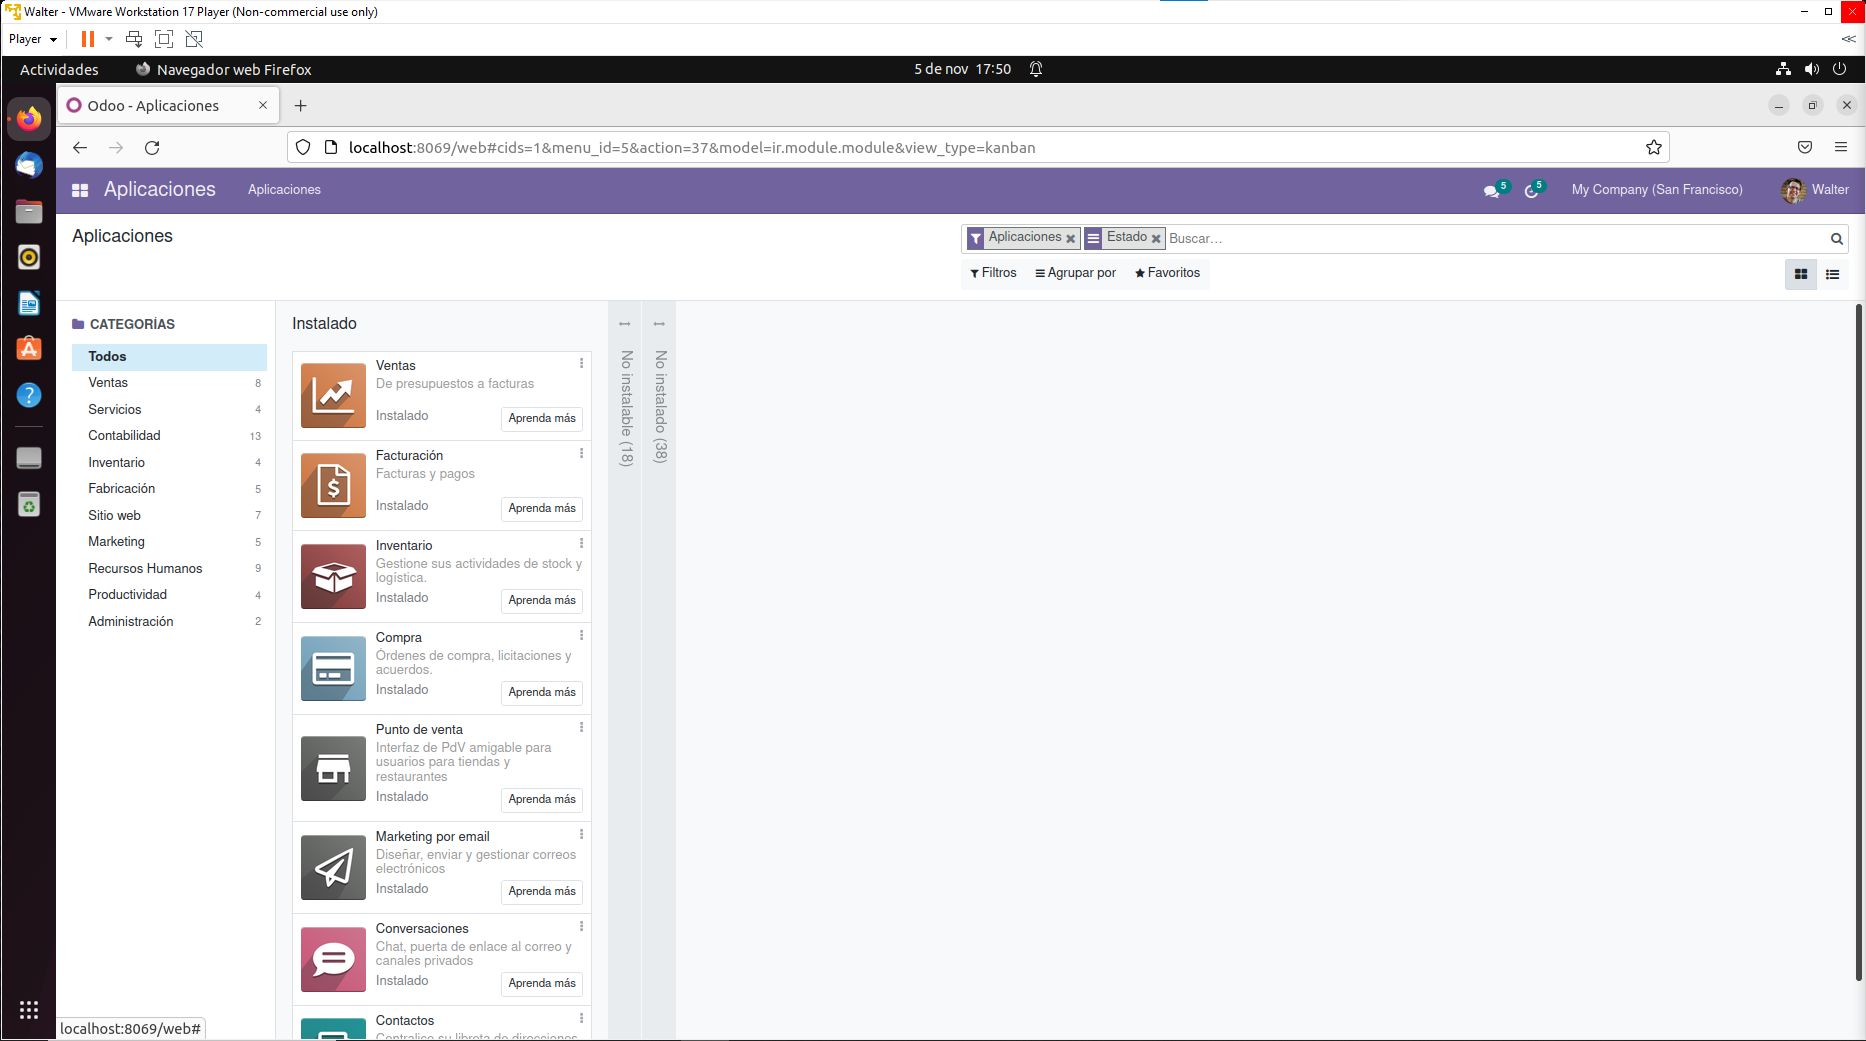 Walter - VMware Workstation 17 Player (Non-commercial use only)
Player
Actividades
Navegador web Firefox
5 de nov 17:50
Odoo - Aplicaciones
localhost:8069/web#cids=1&menu_id=5&action=37&model=ir.module.module&view_type=kanban
Aplicaciones
Aplicaciones
5
5
My Company (San Francisco)
Walter
Aplicaciones
Aplicaciones
Estado
Buscar...
Filtros
Agrupar por
Favoritos
CATEGORÍAS
Todos
Ventas 8
Servicios 4
Contabilidad 13
Inventario 4
Fabricación 5
Sitio web 7
Marketing 5
Recursos Humanos 9
Productividad 4
Administración 2
Instalado
Ventas
De presupuestos a facturas
Instalado
Aprenda más
Facturación
Facturas y pagos
Instalado
Aprenda más
Inventario
Gestione sus actividades de stock y
logística.
Instalado
Aprenda más
Compra
Órdenes de compra, licitaciones y
acuerdos.
Instalado
Aprenda más
Punto de venta
Interfaz de PdV amigable para
usuarios para tiendas y
restaurantes
Instalado
Aprenda más
Marketing por email
Diseñar, enviar y gestionar correos
electrónicos
Instalado
Aprenda más
Conversaciones
Chat, puerta de enlace al correo y
canales privados
Instalado
Aprenda más
Contactos
Centralice su libreta de direcciones
No instalable (18)
No instalado (38)
localhost:8069/web#